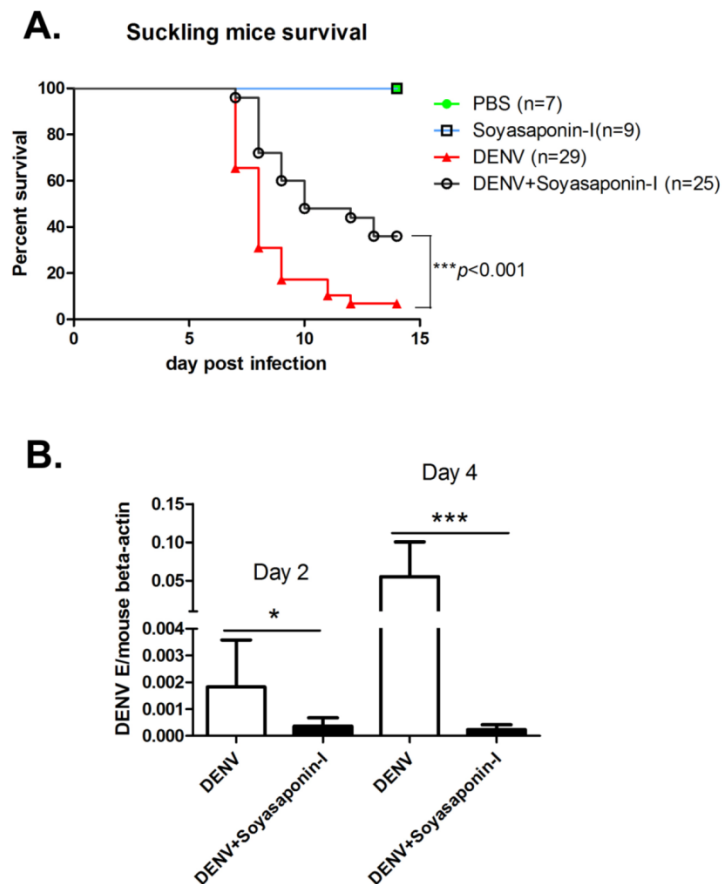 A.
Suckling mice survival
100
80
60
40
20
0
Percent survival
0
5
10
15
day post infection
PBS (n=7)
Soyasaponin-I(n=9)
DENV (n=29)
DENV+Soyasaponin-I (n=25)
***p<0.001
B.
Day 4
0.15
***
0.10
0.05
Day 2
*
0.004
0.003
0.002
0.001
0.000
DENV E/mouse beta-actin
DENV
DENV+Soyasaponin-I
DENV
DENV+Soyasaponin-I